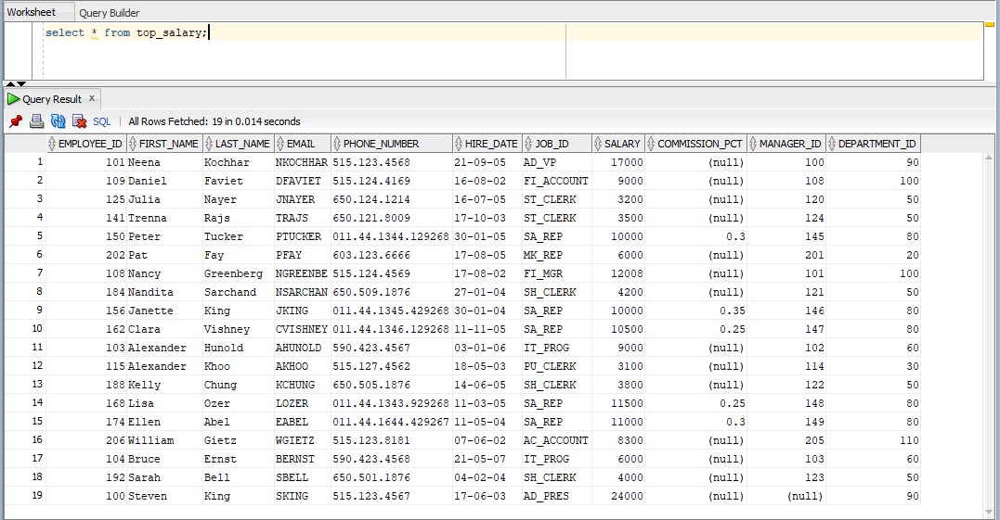 Worksheet Query Builder
select * from top_salary;
Query Result x
SQL | All Rows Fetched: 19 in 0.014 seconds
EMPLOYEE_ID FIRST_NAME LAST_NAME EMAIL PHONE_NUMBER HIRE_DATE JOB_ID SALARY COMMISSION_PCT MANAGER_ID DEPARTMENT_ID
1 101 Neena Kochhar NKOCHHAR 515.123.4568 21-09-05 AD_VP 17000 (null) 100 90
2 109 Daniel Faviet DFAVIET 515.124.4169 16-08-02 FI_ACCOUNT 9000 (null) 108 100
3 125 Julia Nayer JNAYER 650.124.1214 16-07-05 ST_CLERK 3200 (null) 120 50
4 141 Trenna Rajs TRAJS 650.121.8009 17-10-03 ST_CLERK 3500 (null) 124 50
5 150 Peter Tucker PTUCKER 011.44.1344.129268 30-01-05 SA_REP 10000 0.3 145 80
6 202 Pat Fay PFAY 603.123.6666 17-08-05 MK_REP 6000 (null) 201 20
7 108 Nancy Greenberg NGREENBE 515.124.4569 17-08-02 FI_MGR 12008 (null) 101 100
8 184 Nandita Sarchand NSARCHAN 650.509.1876 27-01-04 SH_CLERK 4200 (null) 121 50
9 156 Janette King JKING 011.44.1345.429268 30-01-04 SA_REP 10000 0.35 146 80
10 162 Clara Vishney CVISHNEY 011.44.1346.129268 11-11-05 SA_REP 10500 0.25 147 80
11 103 Alexander Hunold AHUNOLD 590.423.4567 03-01-06 IT_PROG 9000 (null) 102 60
12 115 Alexander Khoo AKHOO 515.127.4562 18-05-03 PU_CLERK 3100 (null) 114 30
13 188 Kelly Chung KCHUNG 650.505.1876 14-06-05 SH_CLERK 3800 (null) 122 50
14 168 Lisa Ozer LOZER 011.44.1343.929268 11-03-05 SA_REP 11500 0.25 148 80
15 174 Ellen Abel EABEL 011.44.1644.429267 11-05-04 SA_REP 11000 0.3 149 80
16 206 William Gietz WGIETZ 515.123.8181 07-06-02 AC_ACCOUNT 8300 (null) 205 110
17 104 Bruce Ernst BERNST 590.423.4568 21-05-07 IT_PROG 6000 (null) 103 60
18 192 Sarah Bell SBELL 650.501.1876 04-02-04 SH_CLERK 4000 (null) 123 50
19 100 Steven King SKING 515.123.4567 17-06-03 AD_PRES 24000 (null) (null) 90